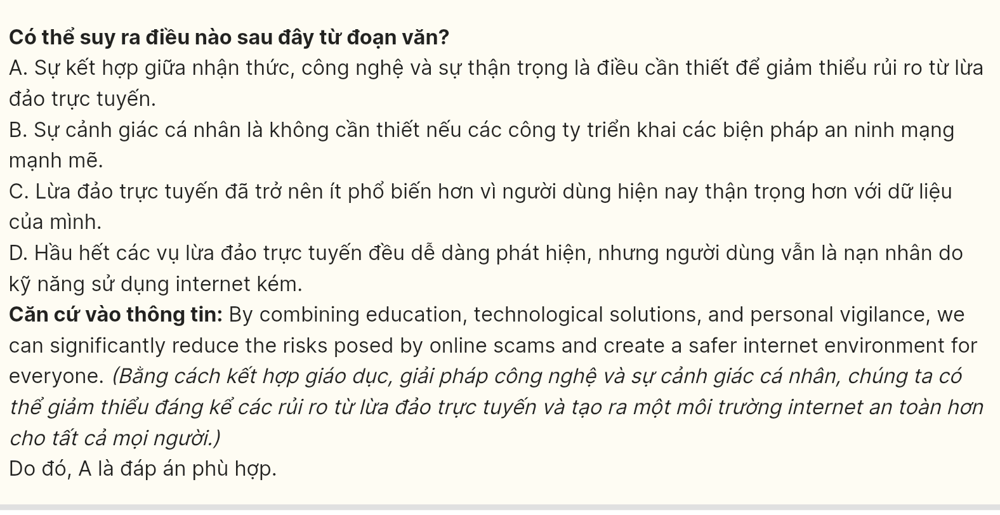 Có thể suy ra điều nào sau đây từ đoạn văn?
A. Sự kết hợp giữa nhận thức, công nghệ và sự thận trọng là điều cần thiết để giảm thiểu rủi ro từ lừa
đảo trực tuyến.
B. Sự cảnh giác cá nhân là không cần thiết nếu các công ty triển khai các biện pháp an ninh mạng
mạnh mẽ.
C. Lừa đảo trực tuyến đã trở nên ít phổ biến hơn vì người dùng hiện nay thận trọng hơn với dữ liệu
của mình.
D. Hầu hết các vụ lừa đảo trực tuyến đều dễ dàng phát hiện, nhưng người dùng vẫn là nạn nhân do
kỹ năng sử dụng internet kém.
Căn cứ vào thông tin: By combining education, technological solutions, and personal vigilance, we
can significantly reduce the risks posed by online scams and create a safer internet environment for
everyone. (Bằng cách kết hợp giáo dục, giải pháp công nghệ và sự cảnh giác cá nhân, chúng ta có
thể giảm thiểu đáng kể các rủi ro từ lừa đảo trực tuyến và tạo ra một môi trường internet an toàn hơn
cho tất cả mọi người.)
Do đó, A là đáp án phù hợp.